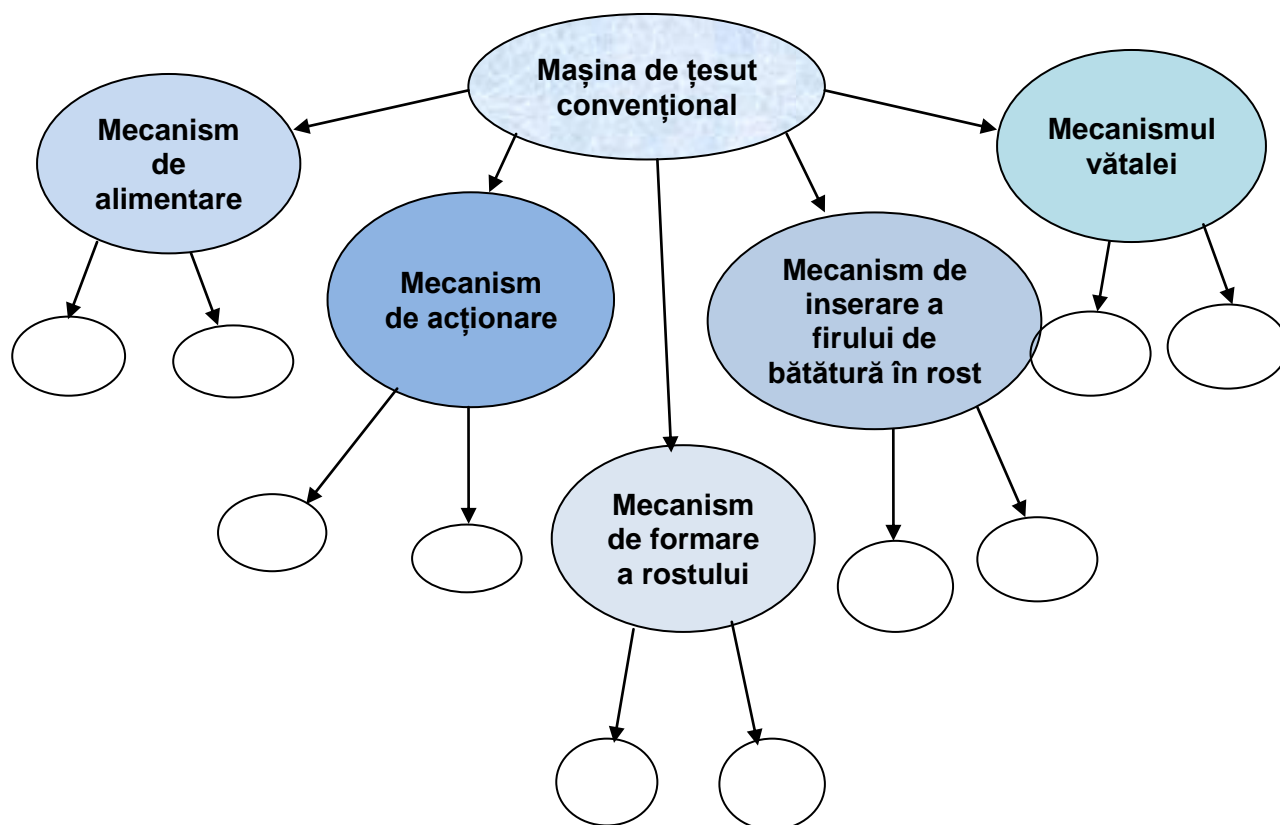 Mașina de țesut
convențional
Mecanism
de
alimentare
Mecanism
de acționare
Mecanism
de formare
a rostului
Mecanism de
inserare a
firului de
bătătură în rost
Mecanismul
vătalei